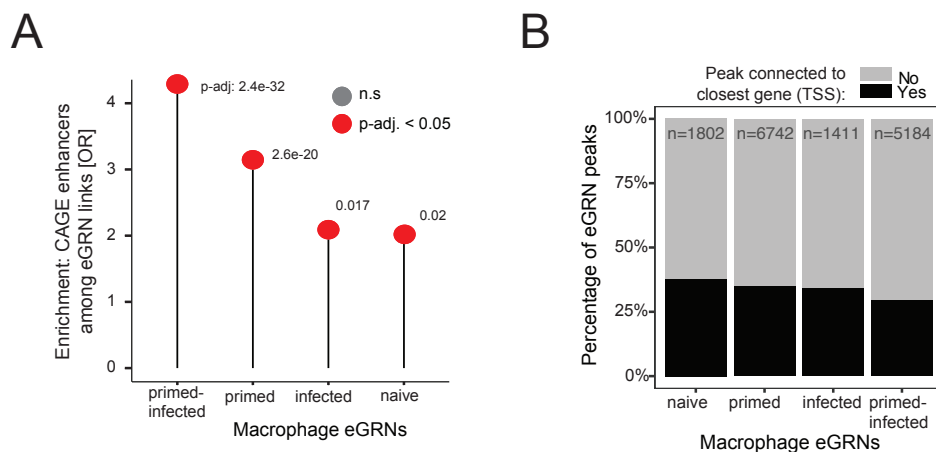 A
Enrichment: CAGE enhancers
among eGRN links [OR]
4
3
2
1
0
p-adj: 2.4e-32
2.6e-20
0.017
0.02
n.s
p-adj. < 0.05
primed-
infected
primed
infected
naive
Macrophage eGRNs
B
Peak connected to
closest gene (TSS):
No
Yes
Percentage of eGRN peaks
100%
75%
50%
25%
0%
n=1802
n=6742
n=1411
n=5184
naive
primed
infected
primed-
infected
Macrophage eGRNs